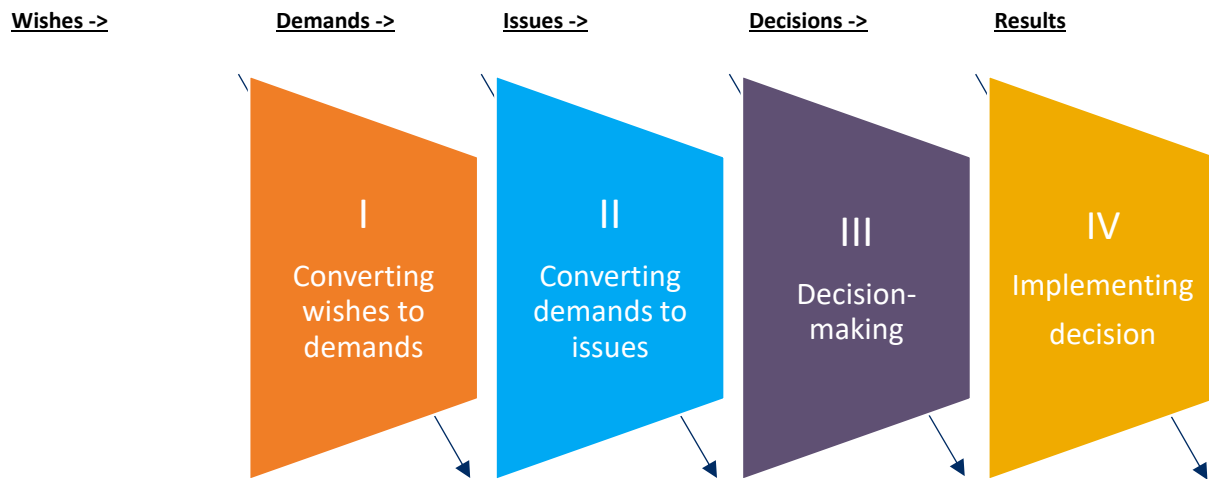 Wishes ->
Demands ->
Issues ->
Decisions ->
Results
I
Converting
wishes to
demands
II
Converting
demands to
issues
III
Decision-
making
IV
Implementing
decision